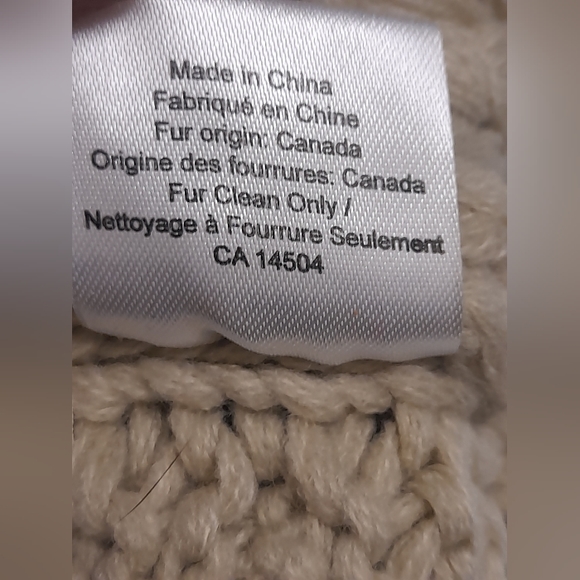 Made in China
Fabriqué en Chine
Fur origin: Canada
Origine des fourrures: Canada
Fur Clean Only /
Nettoyage à Fourrure Seulement
CA 14504